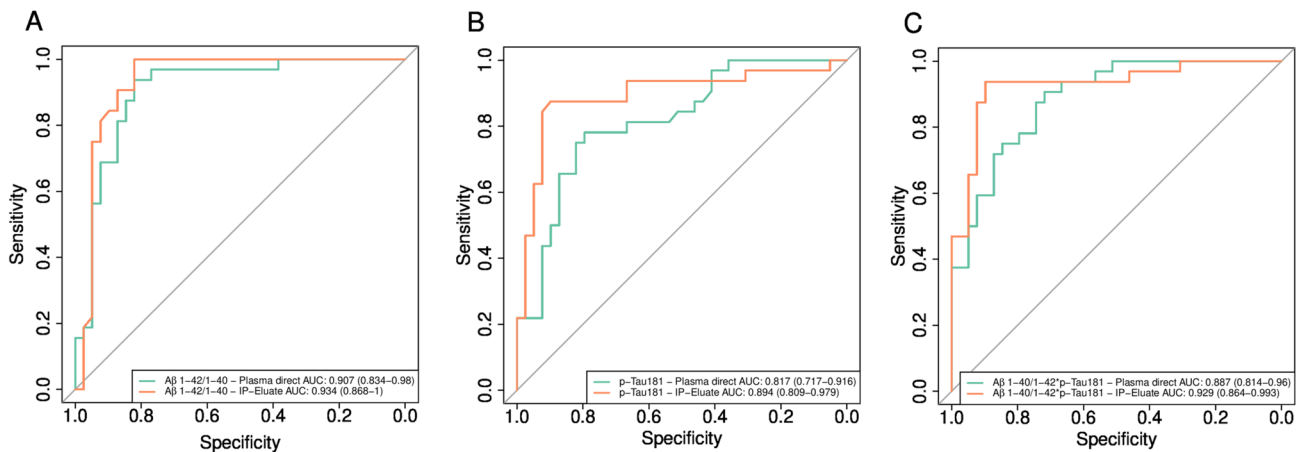 A
1.0
0.8
0.6
0.4
0.2
0.0
Sensitivity
1.0 0.8 0.6 0.4 0.2 0.0
Specificity
Aβ 1−42/1−40 − Plasma direct AUC: 0.907 (0.834−0.98)
Aβ 1−42/1−40 − IP−Eluate AUC: 0.934 (0.868−1)
B
1.0
0.8
0.6
0.4
0.2
0.0
Sensitivity
1.0 0.8 0.6 0.4 0.2 0.0
Specificity
p−Tau181 − Plasma direct AUC: 0.817 (0.717−0.916)
p−Tau181 − IP−Eluate AUC: 0.894 (0.809−0.979)
C
1.0
0.8
0.6
0.4
0.2
0.0
Sensitivity
1.0 0.8 0.6 0.4 0.2 0.0
Specificity
Aβ 1−40/1−42*p−Tau181 − Plasma direct AUC: 0.887 (0.814−0.96)
Aβ 1−40/1−42*p−Tau181 − IP−Eluate AUC: 0.929 (0.864−0.993)